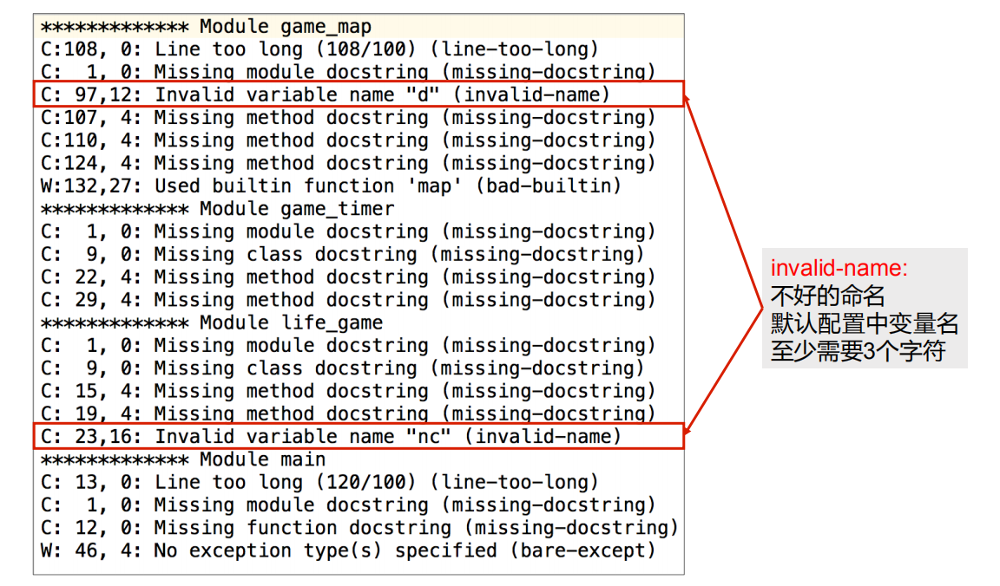 ************* Module game_map
C:108, 0: Line too long (108/100) (line-too-long)
C:  1, 0: Missing module docstring (missing-docstring)
C: 97,12: Invalid variable name "d" (invalid-name)
C:107, 4: Missing method docstring (missing-docstring)
C:110, 4: Missing method docstring (missing-docstring)
C:124, 4: Missing method docstring (missing-docstring)
W:132,27: Used builtin function 'map' (bad-builtin)
************* Module game_timer
C:  1, 0: Missing module docstring (missing-docstring)
C:  9, 0: Missing class docstring (missing-docstring)
C: 22, 4: Missing method docstring (missing-docstring)
C: 29, 4: Missing method docstring (missing-docstring)
************* Module life_game
C:  1, 0: Missing module docstring (missing-docstring)
C:  9, 0: Missing class docstring (missing-docstring)
C: 15, 4: Missing method docstring (missing-docstring)
C: 19, 4: Missing method docstring (missing-docstring)
C: 23,16: Invalid variable name "nc" (invalid-name)
************* Module main
C: 13, 0: Line too long (120/100) (line-too-long)
C:  1, 0: Missing module docstring (missing-docstring)
C: 12, 0: Missing function docstring (missing-docstring)
W: 46, 4: No exception type(s) specified (bare-except)
invalid-name:
不好的命名
默认配置中变量名
至少需要3个字符